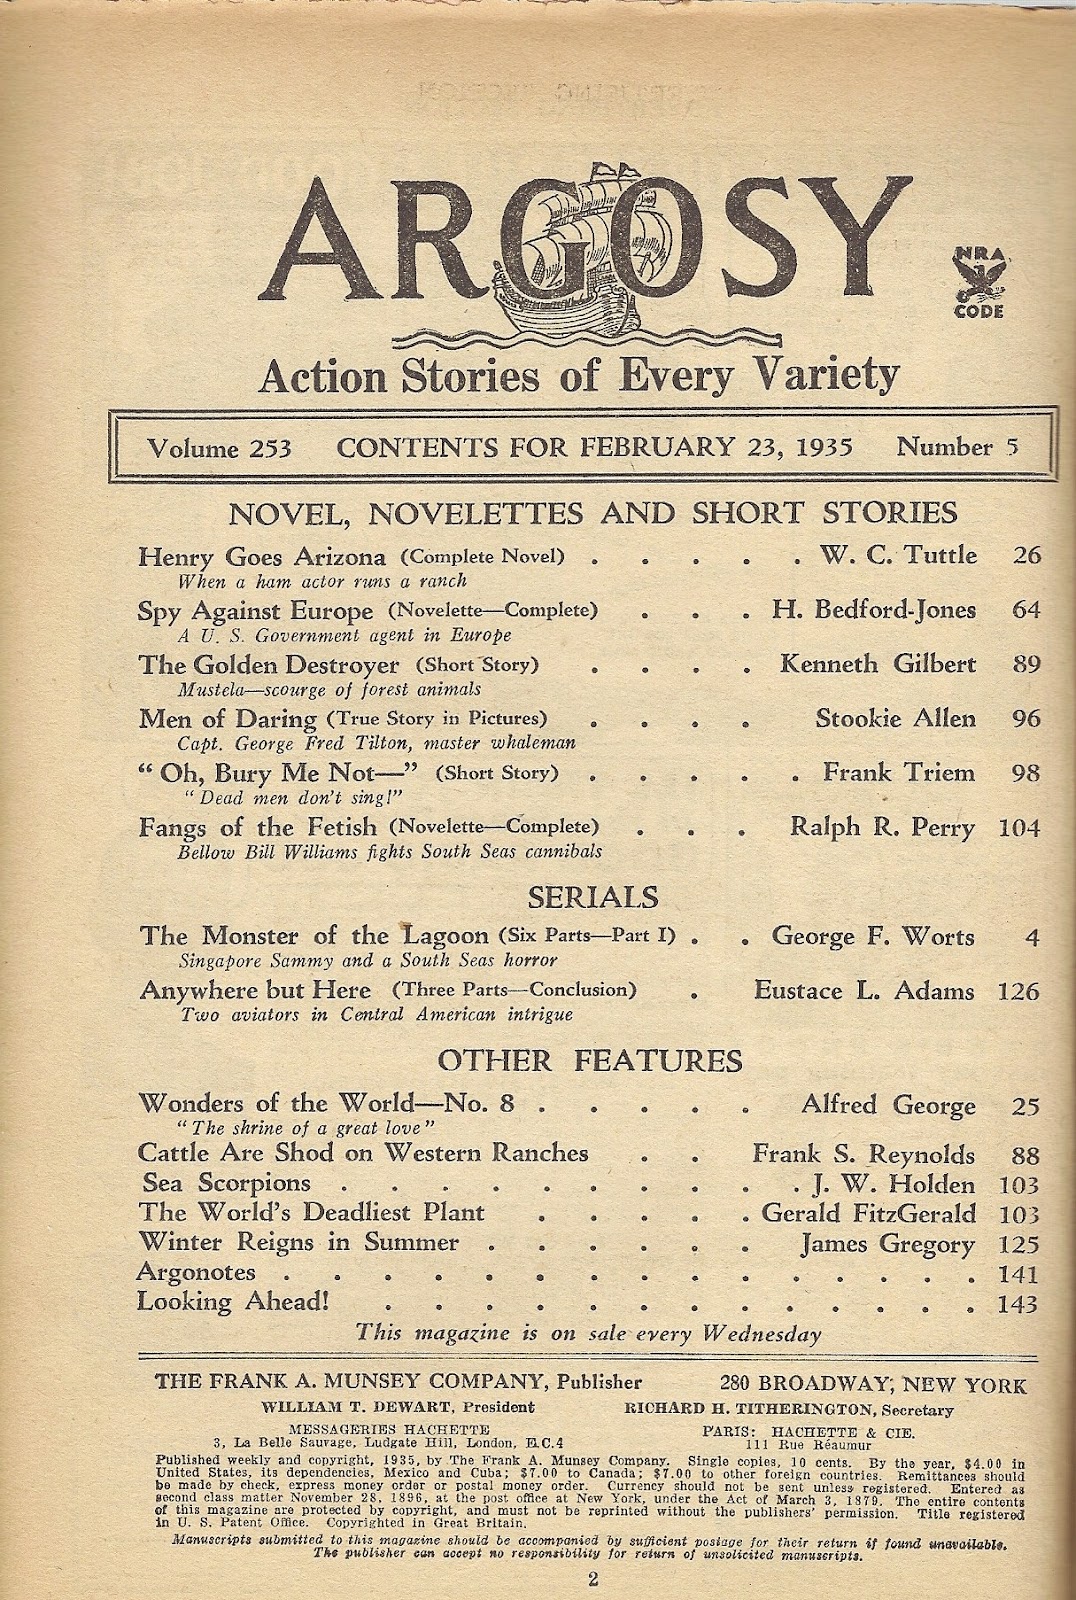 ARGOSY
NRA
CODE
Action Stories of Every Variety
Volume 253 CONTENTS FOR FEBRUARY 23, 1935 Number 5
NOVEL, NOVELETTES AND SHORT STORIES
Henry Goes Arizona (Complete Novel) . . . . . W. C. Tuttle 26
When a ham actor runs a ranch
Spy Against Europe (Novelette—Complete) . . . H. Bedford-Jones 64
A U. S. Government agent in Europe
The Golden Destroyer (Short Story) . . . . Kenneth Gilbert 89
Mustela—scourge of forest animals
Men of Daring (True Story in Pictures) . . . . Stookie Allen 96
Capt. George Fred Tilton, master whaleman
“Oh, Bury Me Not—” (Short Story) . . . . . Frank Triem 98
“Dead men don't sing!”
Fangs of the Fetish (Novelette—Complete) . . . Ralph R. Perry 104
Bellow Bill Williams fights South Seas cannibals
SERIALS
The Monster of the Lagoon (Six Parts—Part I) . . George F. Worts 4
Singapore Sammy and a South Seas horror
Anywhere but Here (Three Parts—Conclusion) . Eustace L. Adams 126
Two aviators in Central American intrigue
OTHER FEATURES
Wonders of the World—No. 8 . . . . . Alfred George 25
“The shrine of a great love”
Cattle Are Shod on Western Ranches . . Frank S. Reynolds 88
Sea Scorpions . . . . . . . . . . J. W. Holden 103
The World's Deadliest Plant . . . . . Gerald FitzGerald 103
Winter Reigns in Summer . . . . . . James Gregory 125
Argonotes . . . . . . . . . . . . . . 141
Looking Ahead! . . . . . . . . . . . . 143
This magazine is on sale every Wednesday
THE FRANK A. MUNSEY COMPANY, Publisher 280 BROADWAY, NEW YORK
WILLIAM T. DEWART, President RICHARD H. TITHERINGTON, Secretary
MESSAGERIES HACHETTE PARIS: HACHETTE & CIE.
3, La Belle Sauvage, Ludgate Hill, London, E.C.4 111 Rue Réaumur
Published weekly and copyright, 1935, by The Frank A. Munsey Company. Single copies, 10 cents. By the year, $4.00 in
United States, its dependencies, Mexico and Cuba; $7.00 to Canada; $7.00 to other foreign countries. Remittances should
be made by check, express money order or postal money order. Currency should not be sent unless registered. Entered as
second class matter November 28, 1896, at the post office at New York, under the Act of March 3, 1879. The entire contents
of this magazine are protected by copyright, and must not be reprinted without the publishers' permission. Title registered
in U. S. Patent Office. Copyrighted in Great Britain.
Manuscripts submitted to this magazine should be accompanied by sufficient postage for their return if found unavailable.
The publisher can accept no responsibility for return of unsolicited manuscripts.
2